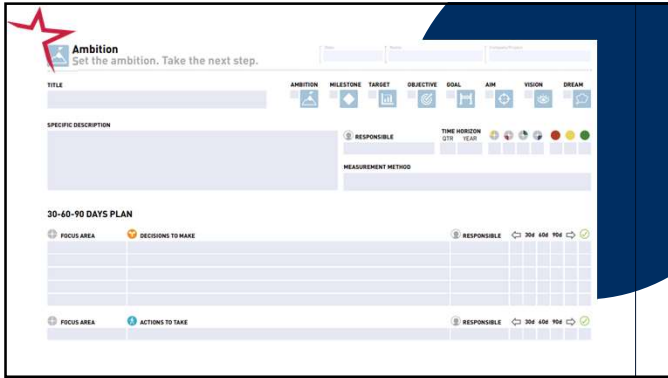 Ambition
Set the ambition. Take the next step.
TITLE
AMBITION MILESTONE TARGET OBJECTIVE GOAL AIM VISION DREAM
SPECIFIC DESCRIPTION
RESPONSIBLE
TIME HORIZON
QTR YEAR
MEASUREMENT METHOD
30-60-90 DAYS PLAN
FOCUS AREA DECISIONS TO MAKE RESPONSIBLE 30d 60d 90d
FOCUS AREA ACTIONS TO TAKE RESPONSIBLE 30d 60d 90d